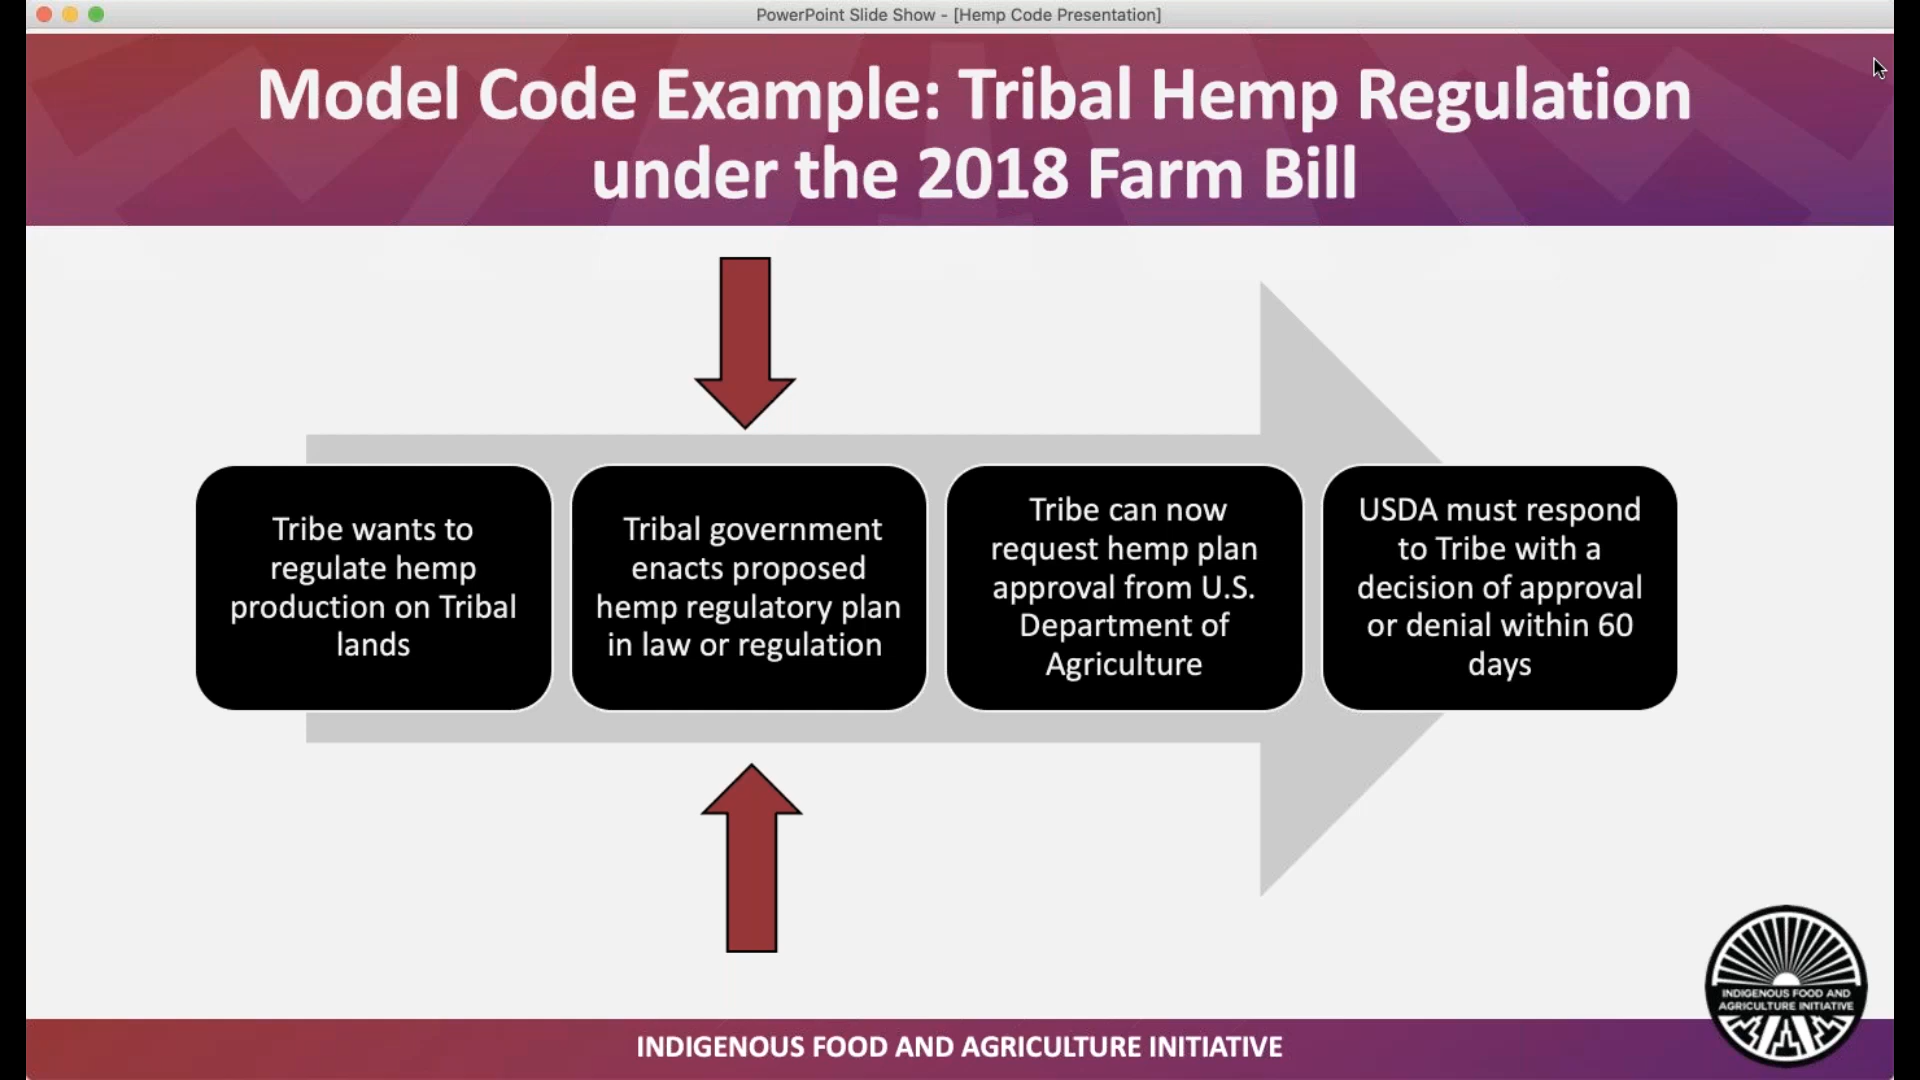 PowerPoint Slide Show - [Hemp Code Presentation]
Model Code Example: Tribal Hemp Regulation
under the 2018 Farm Bill
Tribe wants to
regulate hemp
production on Tribal
lands
Tribal government
enacts proposed
hemp regulatory plan
in law or regulation
Tribe can now
request hemp plan
approval from U.S.
Department of
Agriculture
USDA must respond
to Tribe with a
decision of approval
or denial within 60
days
INDIGENOUS FOOD AND
AGRICULTURE INITIATIVE
INDIGENOUS FOOD AND AGRICULTURE INITIATIVE